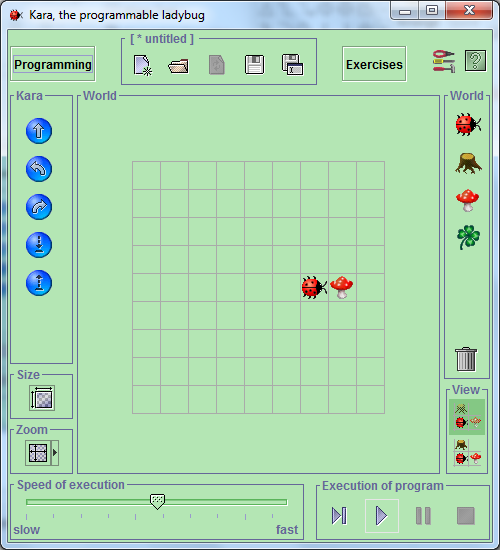 Kara, the programmable ladybug
[ * untitled ]
Programming
Exercises
Kara
World
World
Size
Zoom
View
Speed of execution
slow
fast
Execution of program